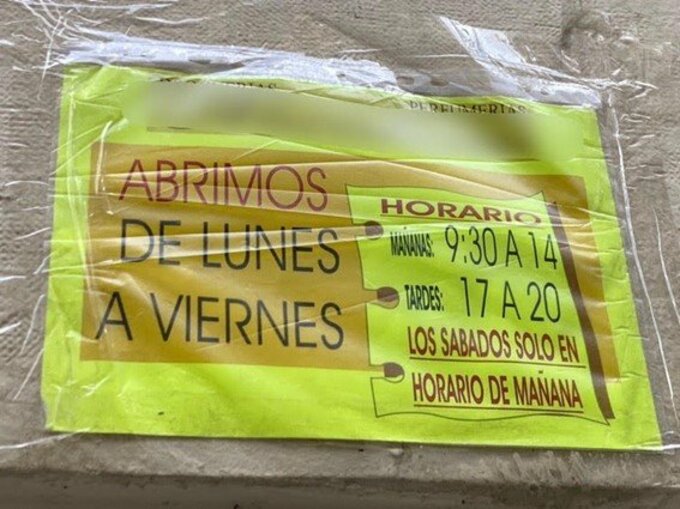 PERFUMERIAS
ABRIMOS
DE LUNES
A VIERNES
HORARIO
MAÑANAS: 9:30 A 14
TARDES: 17 A 20
LOS SABADOS SOLO EN
HORARIO DE MAÑANA